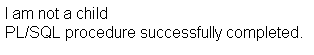 I am not a child
PL/SQL procedure successfully completed.